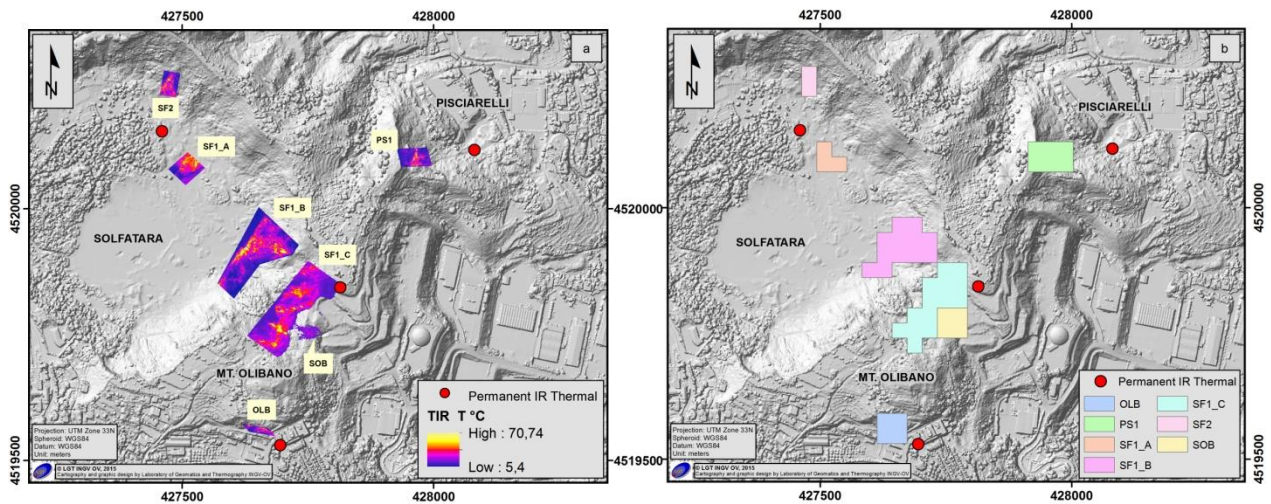 427500
428000
a
N
PISCIARELLI
SF2
SF1_A
PS1
SF1_B
SOLFATARA
SF1_C
SOB
MT. OLIBANO
OLB
4520000
4519500
Permanent IR Thermal
TIR T °C
High : 70,74
Low : 5,4
Projection: UTM Zone 33N
Spheroid: WGS84
Datum: WGS84
Unit: meters
© LGT INGV OV, 2015
Cartography and graphic design by Laboratory of Geomatics and Thermography INGV-OV
427500
428000
b
N
PISCIARELLI
SOLFATARA
MT. OLIBANO
4520000
4519500
Permanent IR Thermal
OLB
SF1_C
PS1
SF2
SF1_A
SOB
SF1_B
Projection: UTM Zone 33N
Spheroid: WGS84
Datum: WGS84
Unit: meters
© LGT INGV OV, 2015
Cartography and graphic design by Laboratory of Geomatics and Thermography INGV-OV
4520000
4519500